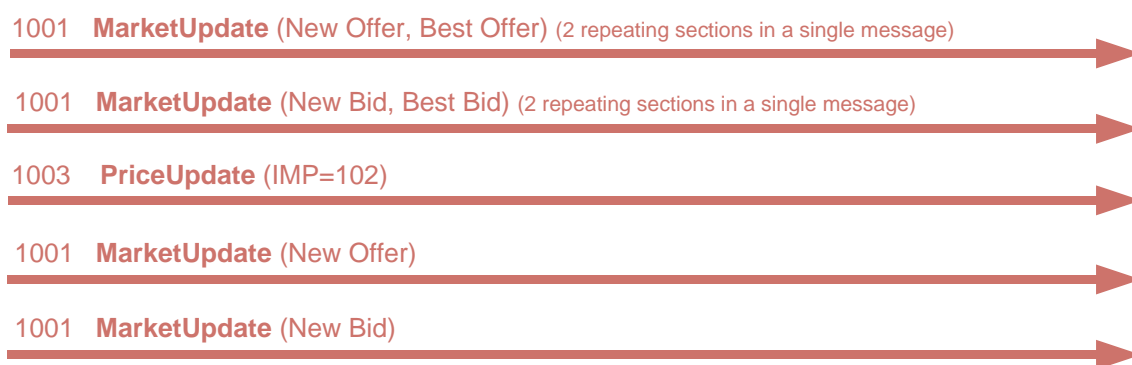 1001 MarketUpdate (New Offer, Best Offer) (2 repeating sections in a single message)
1001 MarketUpdate (New Bid, Best Bid) (2 repeating sections in a single message)
1003 PriceUpdate (IMP=102)
1001 MarketUpdate (New Offer)
1001 MarketUpdate (New Bid)